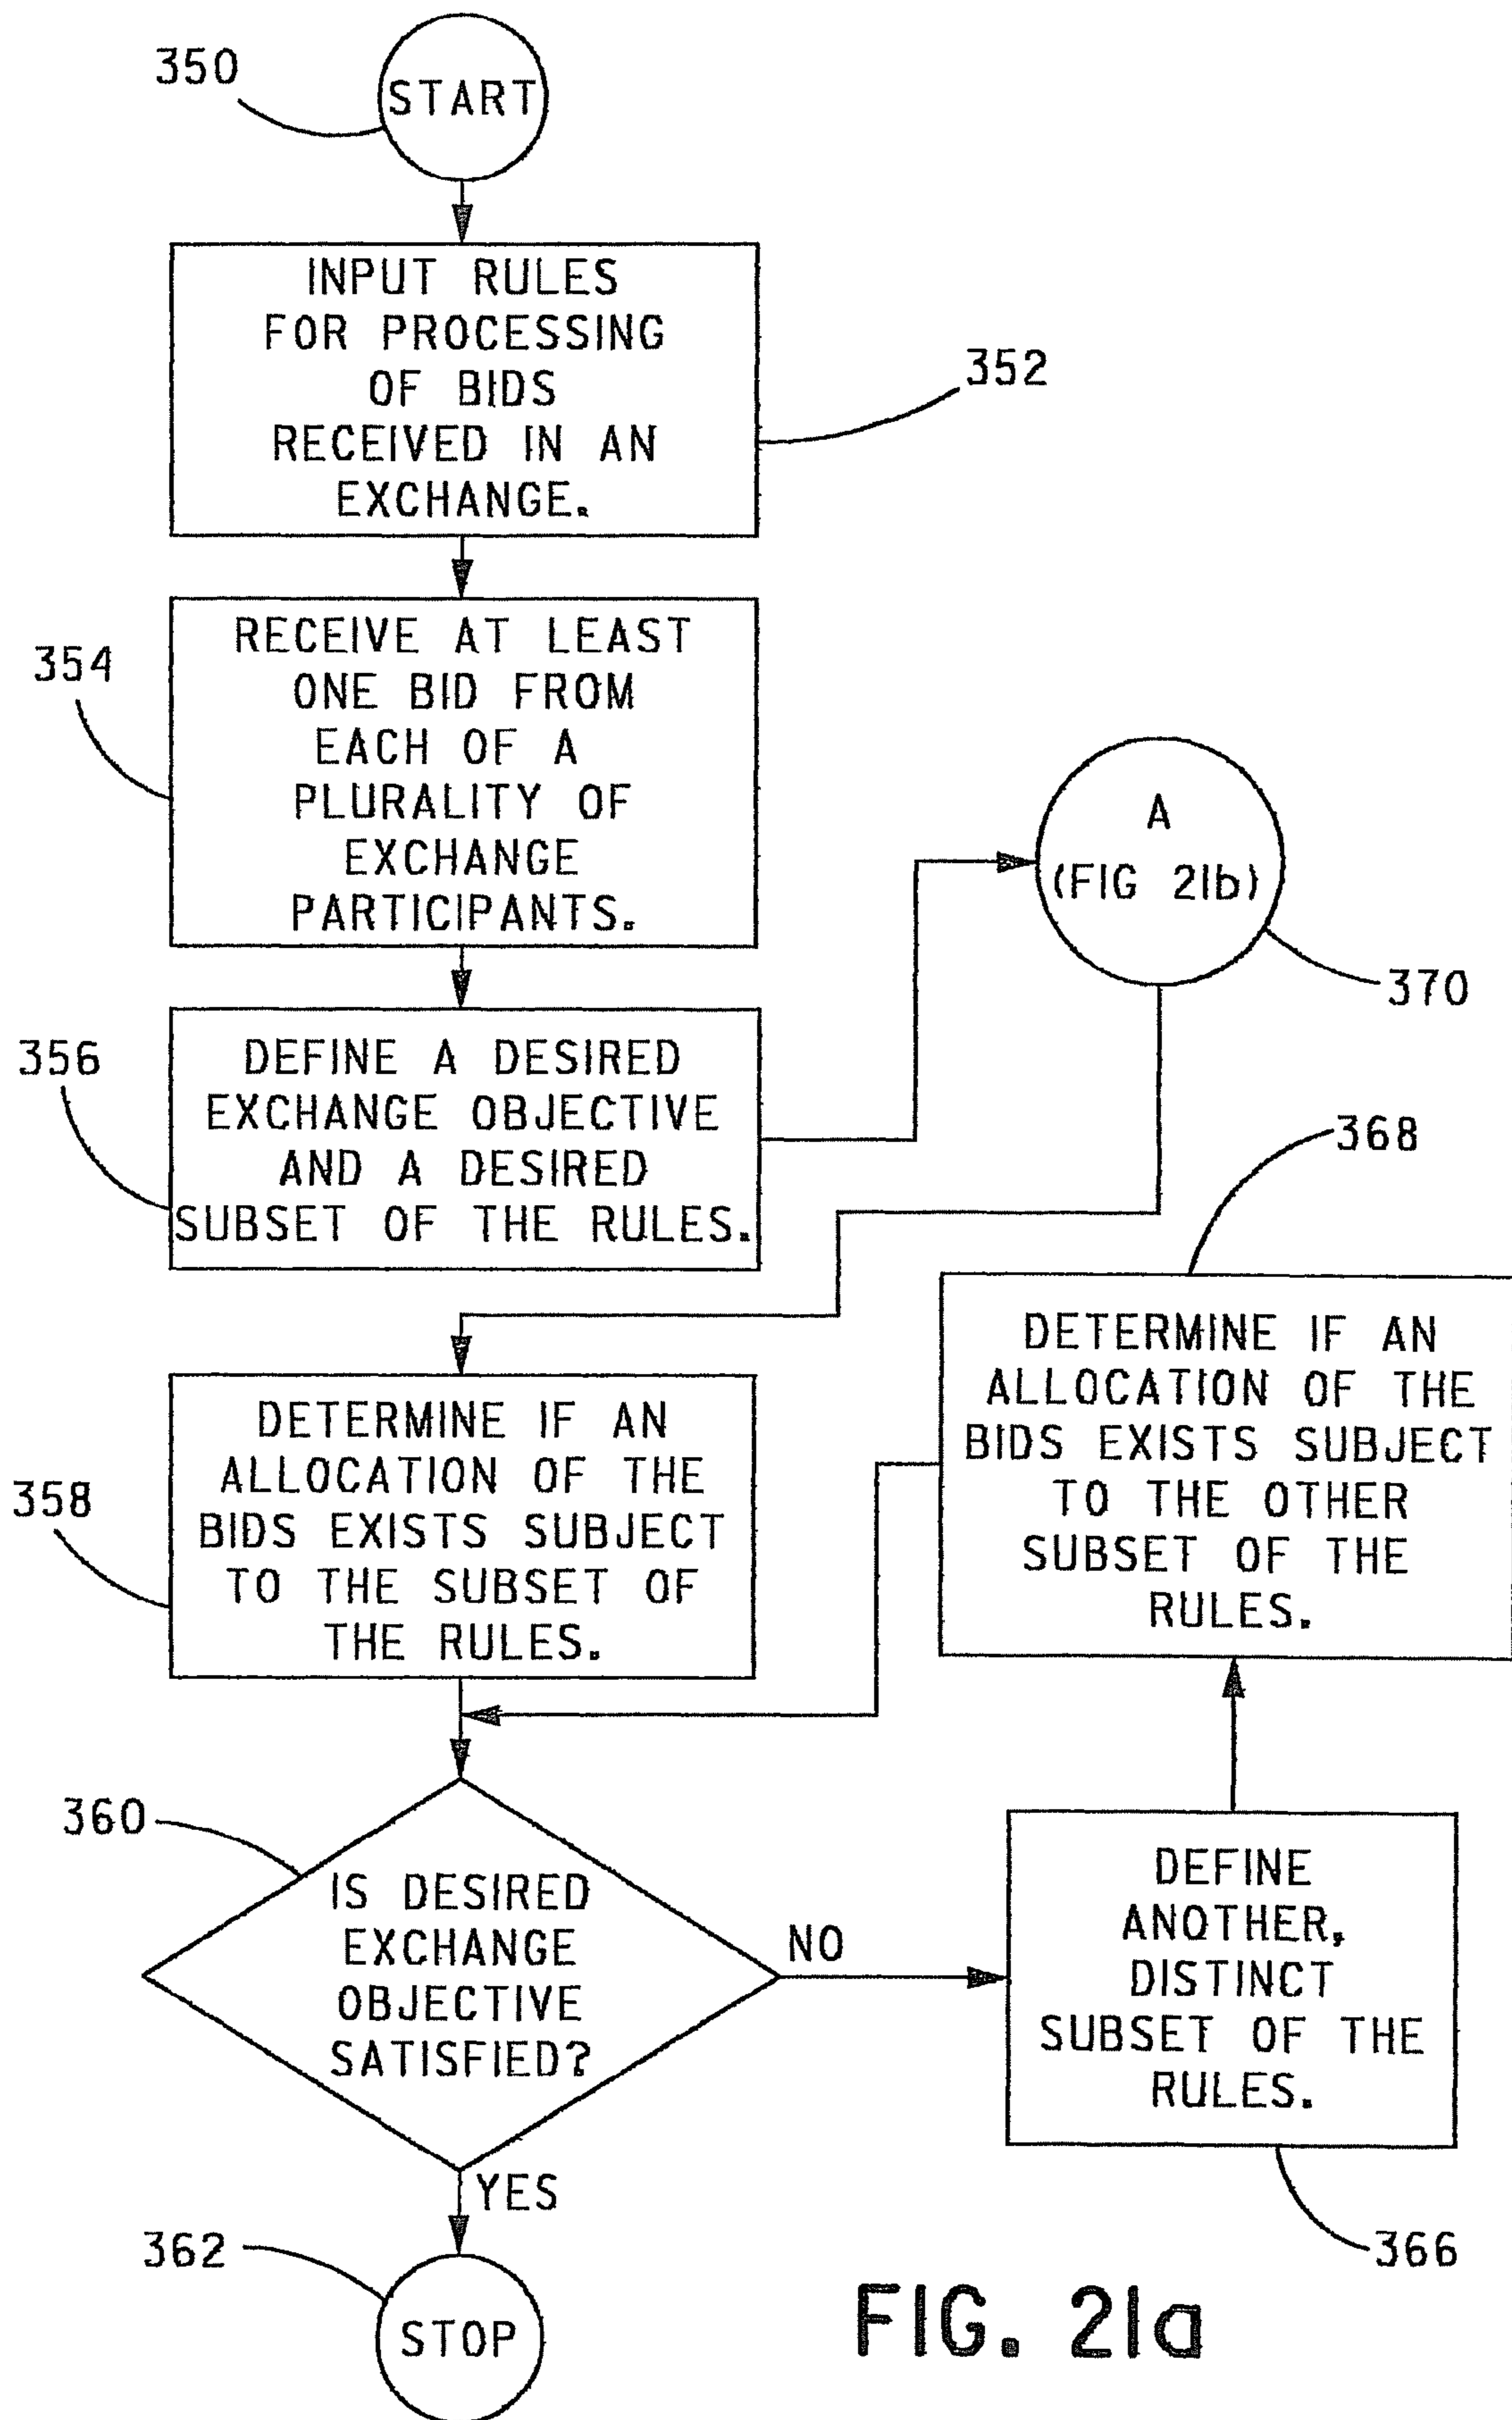 350
START
INPUT RULES
FOR PROCESSING
OF BIDS
RECEIVED IN AN
EXCHANGE.
352
354
RECEIVE AT LEAST
ONE BID FROM
EACH OF A
PLURALITY OF
EXCHANGE
PARTICIPANTS.
A
(FIG 21b)
370
356
DEFINE A DESIRED
EXCHANGE OBJECTIVE
AND A DESIRED
SUBSET OF THE RULES.
368
358
DETERMINE IF AN
ALLOCATION OF THE
BIDS EXISTS SUBJECT
TO THE SUBSET OF
THE RULES.
DETERMINE IF AN
ALLOCATION OF THE
BIDS EXISTS SUBJECT
TO THE OTHER
SUBSET OF THE
RULES.
360
IS DESIRED
EXCHANGE
OBJECTIVE
SATISFIED?
NO
DEFINE
ANOTHER,
DISTINCT
SUBSET OF THE
RULES.
366
YES
362
STOP
FIG. 21a